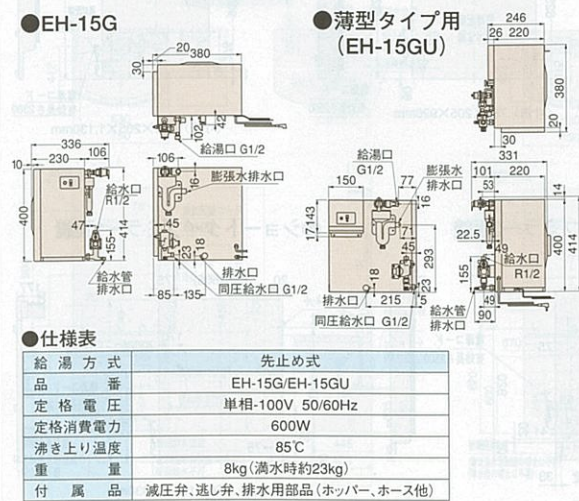 ●EH-15G
20
380
30
42
102
給湯口 G1/2
336
10
230
106
400
給水口
R1/2
47
155
給水管
排水口
106
16
膨張水
排水口
45
23
18
排水口
同圧給水口 G1/2
85
135
●薄型タイプ用
(EH-15GU)
246
26
220
380
20
30
給湯口
G1/2
膨張水
排水口
150
77
16
143
17
71
45
293
18
23
排水口
215
5
同圧給水口 G1/2
331
101
220
53
14
22.5
49
400
414
給水口
R1/2
155
49
90
給水管
排水口
●仕様表
給湯方式 先止め式
品番 EH-15G/EH-15GU
定格電圧 単相-100V 50/60Hz
定格消費電力 600W
沸き上り温度 85℃
重量 8kg(満水時約23kg)
付属品 減圧弁、逃し弁、排水用部品(ホッパー、ホース他)